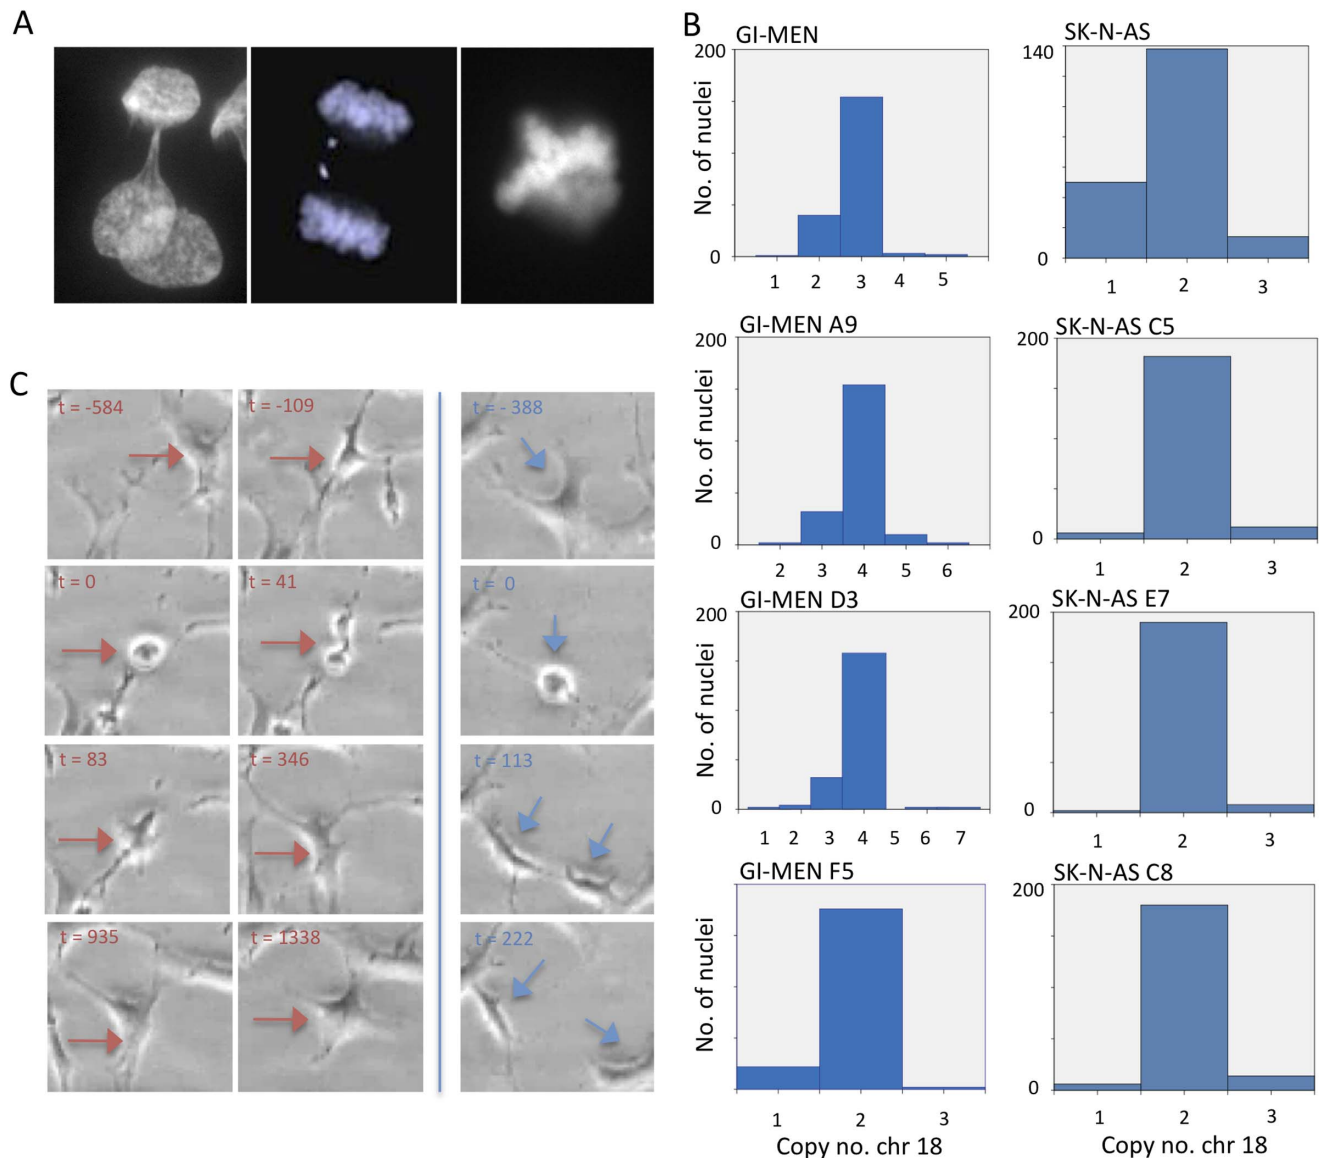 A
B
GI-MEN
200
No. of nuclei
0
1 2 3 4 5
SK-N-AS
140
0
1 2 3
GI-MEN A9
200
No. of nuclei
0
2 3 4 5 6
SK-N-AS C5
200
0
1 2 3
GI-MEN D3
200
No. of nuclei
0
1 2 3 4 5 6 7
SK-N-AS E7
200
0
1 2 3
GI-MEN F5
No. of nuclei
1 2 3
Copy no. chr 18
SK-N-AS C8
200
0
1 2 3
Copy no. chr 18
C
t = -584
t = -109
t = - 388
t = 0
t = 41
t = 0
t = 83
t = 346
t = 113
t = 935
t = 1338
t = 222